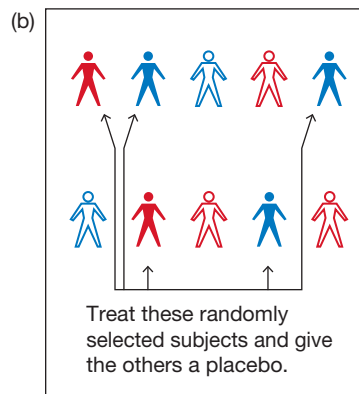 (b)
Treat these randomly
selected subjects and give
the others a placebo.